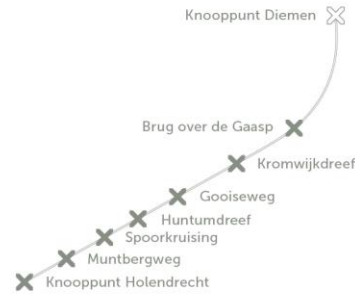 Knooppunt Diemen
Brug over de Gaasp
Kromwijkdreef
Gooiseweg
Huntumdreef
Spoorkruising
Muntbergweg
Knooppunt Holendrecht